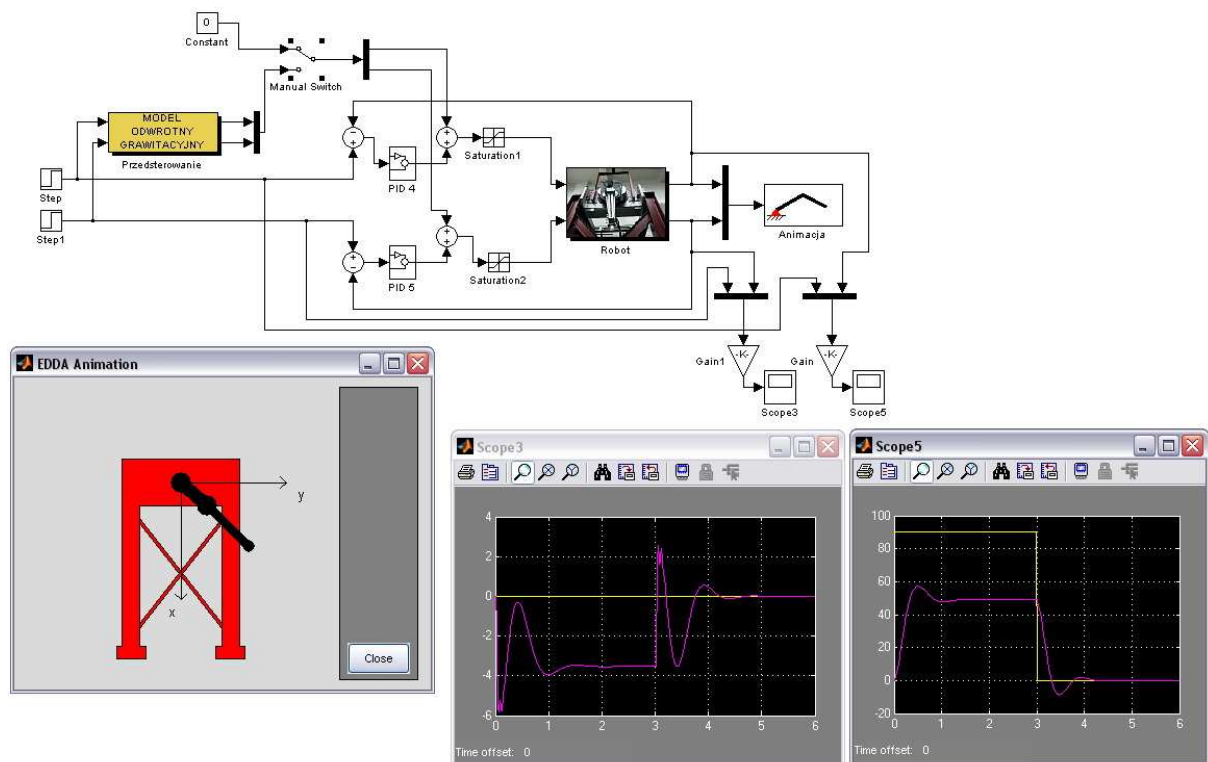 0
Constant
Manual Switch
MODEL
ODWROTNY
GRAWITACYJNY
Przedsterowanie
Step
Step1
PID 4
Saturation1
PID 5
Saturation2
Robot
Animacja
Gain1
-K-
Gain
-K-
Scope3
Scope5
EDDA Animation
y
x
Close
Scope3
4
2
0
-2
-4
-6
0 1 2 3 4 5 6
Time offset: 0
Scope5
100
80
60
40
20
0
-20
0 1 2 3 4 5 6
Time offset: 0